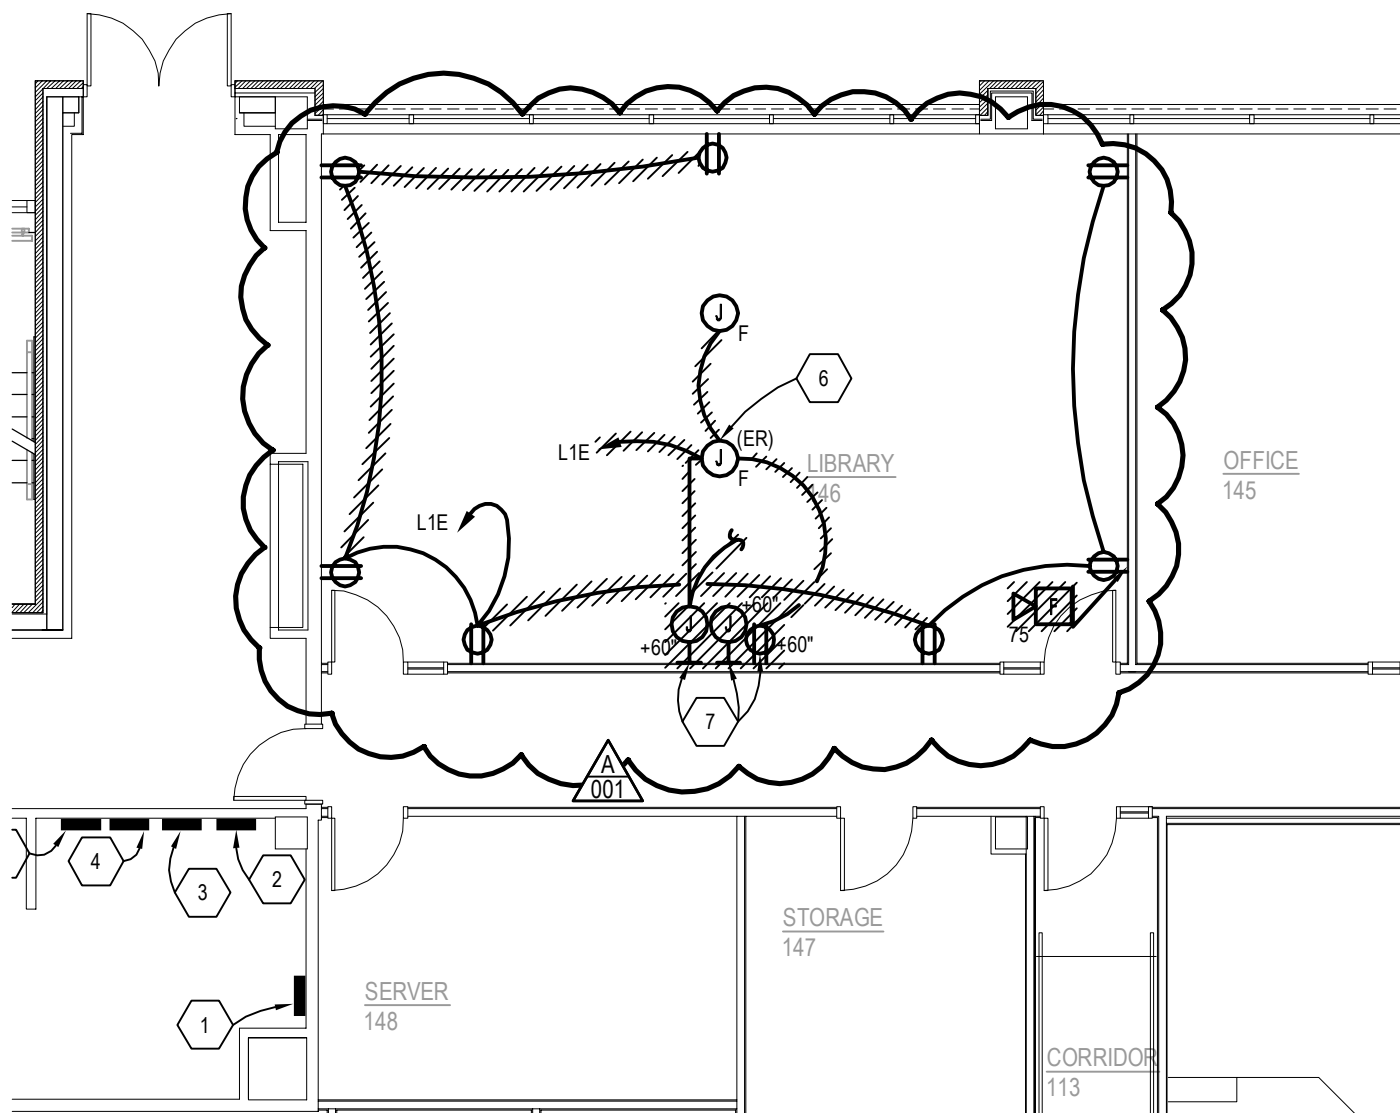 J
F
6
(ER)
J
F
L1E
LIBRARY
146
OFFICE
145
L1E
+60"
J
J
+60"
+60"
F
75
7
A
001
4
3
2
1
STORAGE
147
SERVER
148
CORRIDOR
113